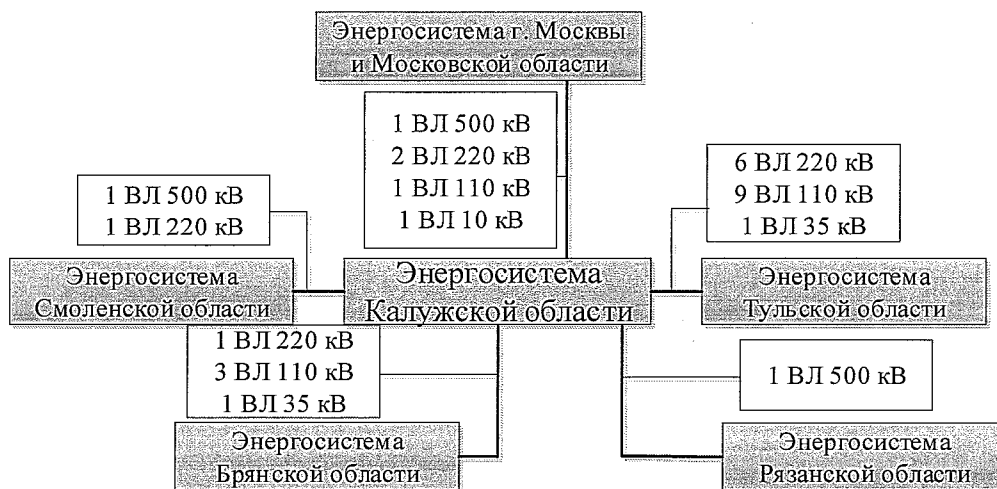 Энергосистема г. Москвы
и Московской области
1 ВЛ 500 кВ
2 ВЛ 220 кВ
1 ВЛ 110 кВ
1 ВЛ 10 кВ
6 ВЛ 220 кВ
9 ВЛ 110 кВ
1 ВЛ 35 кВ
1 ВЛ 500 кВ
1 ВЛ 220 кВ
Энергосистема
Смоленской области
Энергосистема
Калужской области
Энергосистема
Тульской области
1 ВЛ 220 кВ
3 ВЛ 110 кВ
1 ВЛ 35 кВ
1 ВЛ 500 кВ
Энергосистема
Брянской области
Энергосистема
Рязанской области